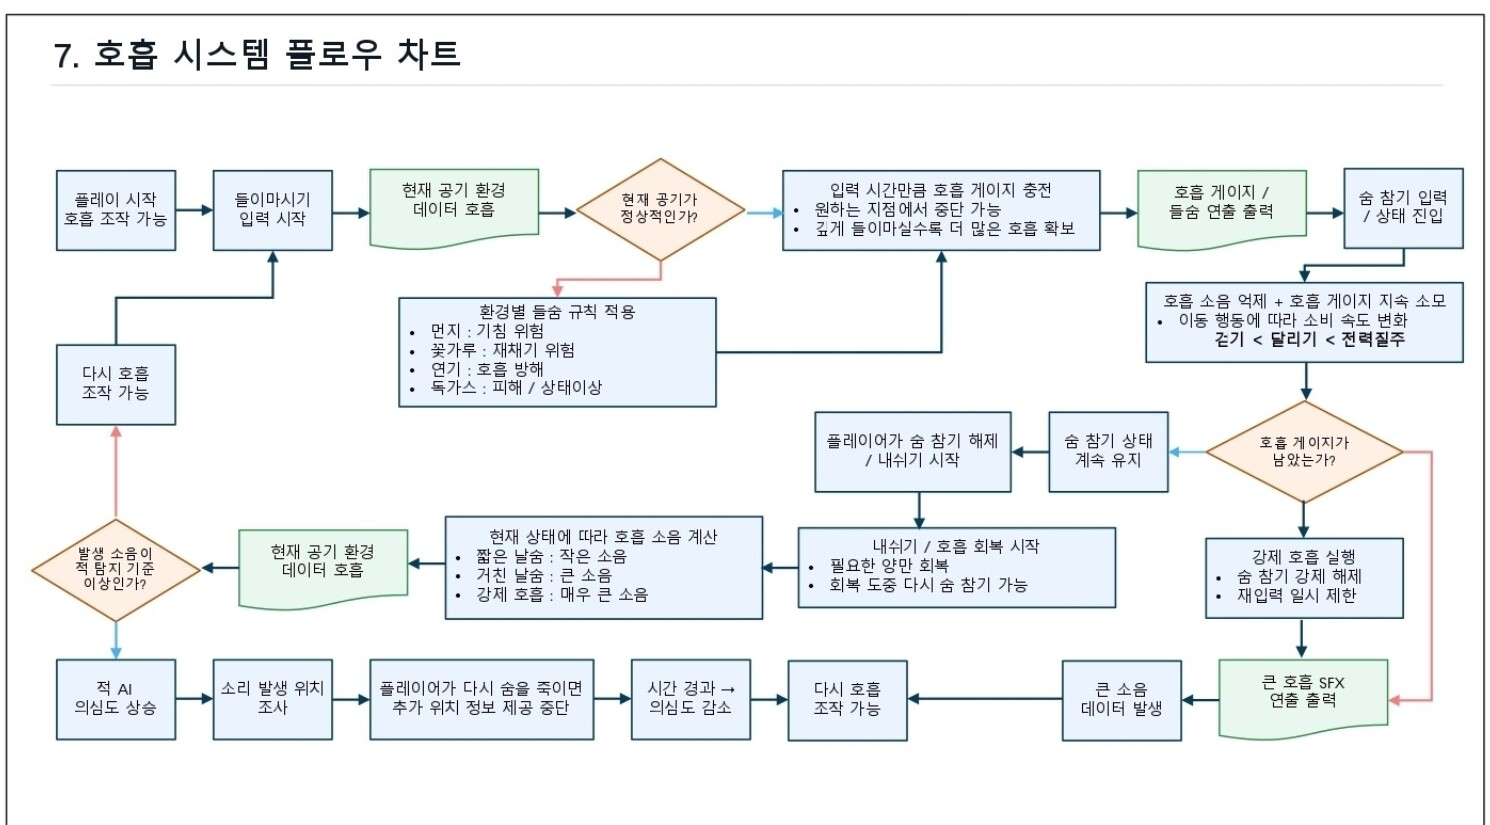 7. 호흡 시스템 플로우 차트
플레이 시작
호흡 조작 가능
들이마시기
입력 시작
현재 공기 환경
데이터 호흡
현재 공기가
정상적인가?
입력 시간만큼 호흡 게이지 충전
• 원하는 지점에서 중단 가능
• 깊게 들이마실수록 더 많은 호흡 확보
호흡 게이지 /
들숨 연출 출력
숨 참기 입력
/ 상태 진입
환경별 들숨 규칙 적용
• 먼지 : 기침 위험
• 꽃가루 : 재채기 위험
• 연기 : 호흡 방해
• 독가스 : 피해 / 상태이상
호흡 소음 억제 + 호흡 게이지 지속 소모
• 이동 행동에 따라 소비 속도 변화
걷기 < 달리기 < 전력질주
다시 호흡
조작 가능
플레이어가 숨 참기 해제
/ 내쉬기 시작
숨 참기 상태
계속 유지
호흡 게이지가
남았는가?
발생 소음이
적 탐지 기준
이상인가?
현재 공기 환경
데이터 호흡
현재 상태에 따라 호흡 소음 계산
• 짧은 날숨 : 작은 소음
• 거친 날숨 : 큰 소음
• 강제 호흡 : 매우 큰 소음
내쉬기 / 호흡 회복 시작
• 필요한 양만 회복
• 회복 도중 다시 숨 참기 가능
강제 호흡 실행
• 숨 참기 강제 해제
• 재입력 일시 제한
적 AI
의심도 상승
소리 발생 위치
조사
플레이어가 다시 숨을 죽이면
추가 위치 정보 제공 중단
시간 경과 →
의심도 감소
다시 호흡
조작 가능
큰 소음
데이터 발생
큰 호흡 SFX
연출 출력